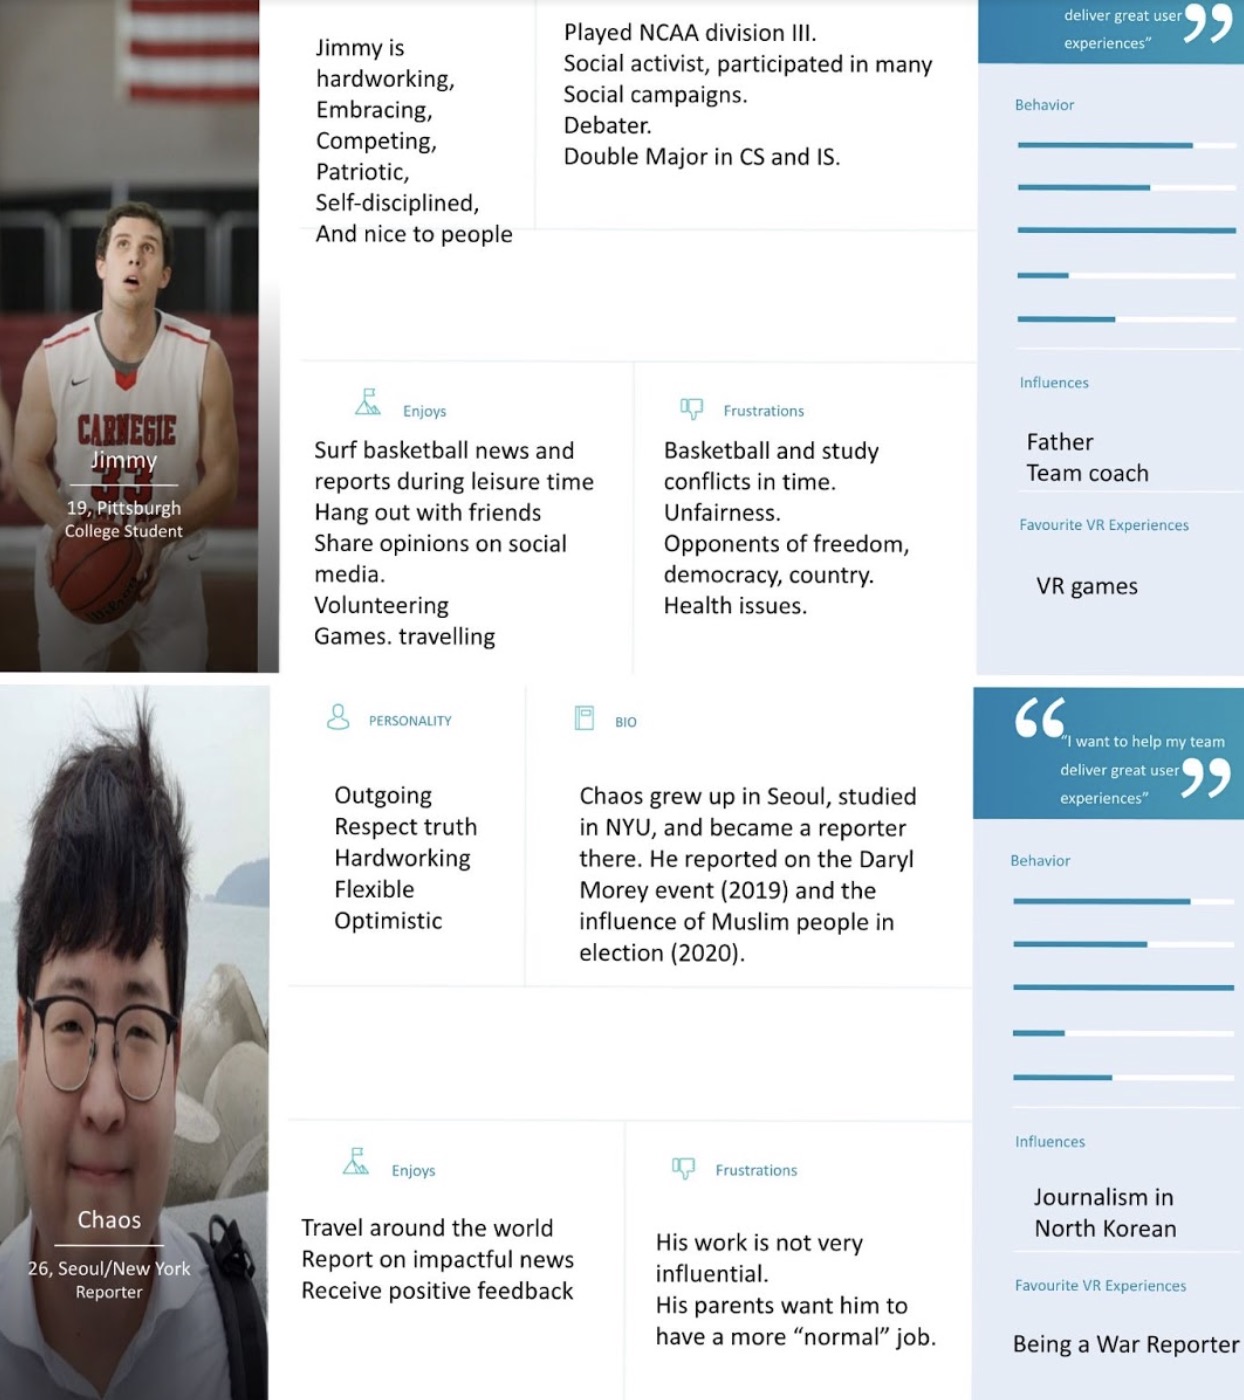 deliver great user
experiences”
Jimmy is
hardworking,
Embracing,
Competing,
Patriotic,
Self-disciplined,
And nice to people
Played NCAA division III.
Social activist, participated in many
Social campaigns.
Debater.
Double Major in CS and IS.
Behavior
CARNEGIE
33
Jimmy
19, Pittsburgh
College Student
Enjoys
Surf basketball news and
reports during leisure time
Hang out with friends
Share opinions on social
media.
Volunteering
Games. travelling
Frustrations
Basketball and study
conflicts in time.
Unfairness.
Opponents of freedom,
democracy, country.
Health issues.
Influences
Father
Team coach
Favourite VR Experiences
VR games
PERSONALITY
Outgoing
Respect truth
Hardworking
Flexible
Optimistic
BIO
Chaos grew up in Seoul, studied
in NYU, and became a reporter
there. He reported on the Daryl
Morey event (2019) and the
influence of Muslim people in
election (2020).
“I want to help my team
deliver great user
experiences”
Behavior
Chaos
26, Seoul/New York
Reporter
Enjoys
Travel around the world
Report on impactful news
Receive positive feedback
Frustrations
His work is not very
influential.
His parents want him to
have a more “normal” job.
Influences
Journalism in
North Korean
Favourite VR Experiences
Being a War Reporter